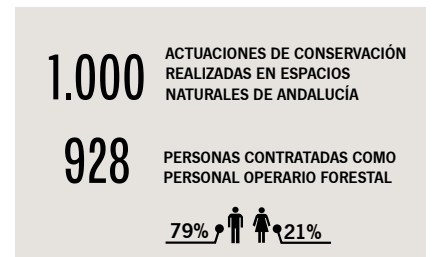 1.000
ACTUACIONES DE CONSERVACIÓN
REALIZADAS EN ESPACIOS
NATURALES DE ANDALUCÍA
928
PERSONAS CONTRATADAS COMO
PERSONAL OPERARIO FORESTAL
79% 21%